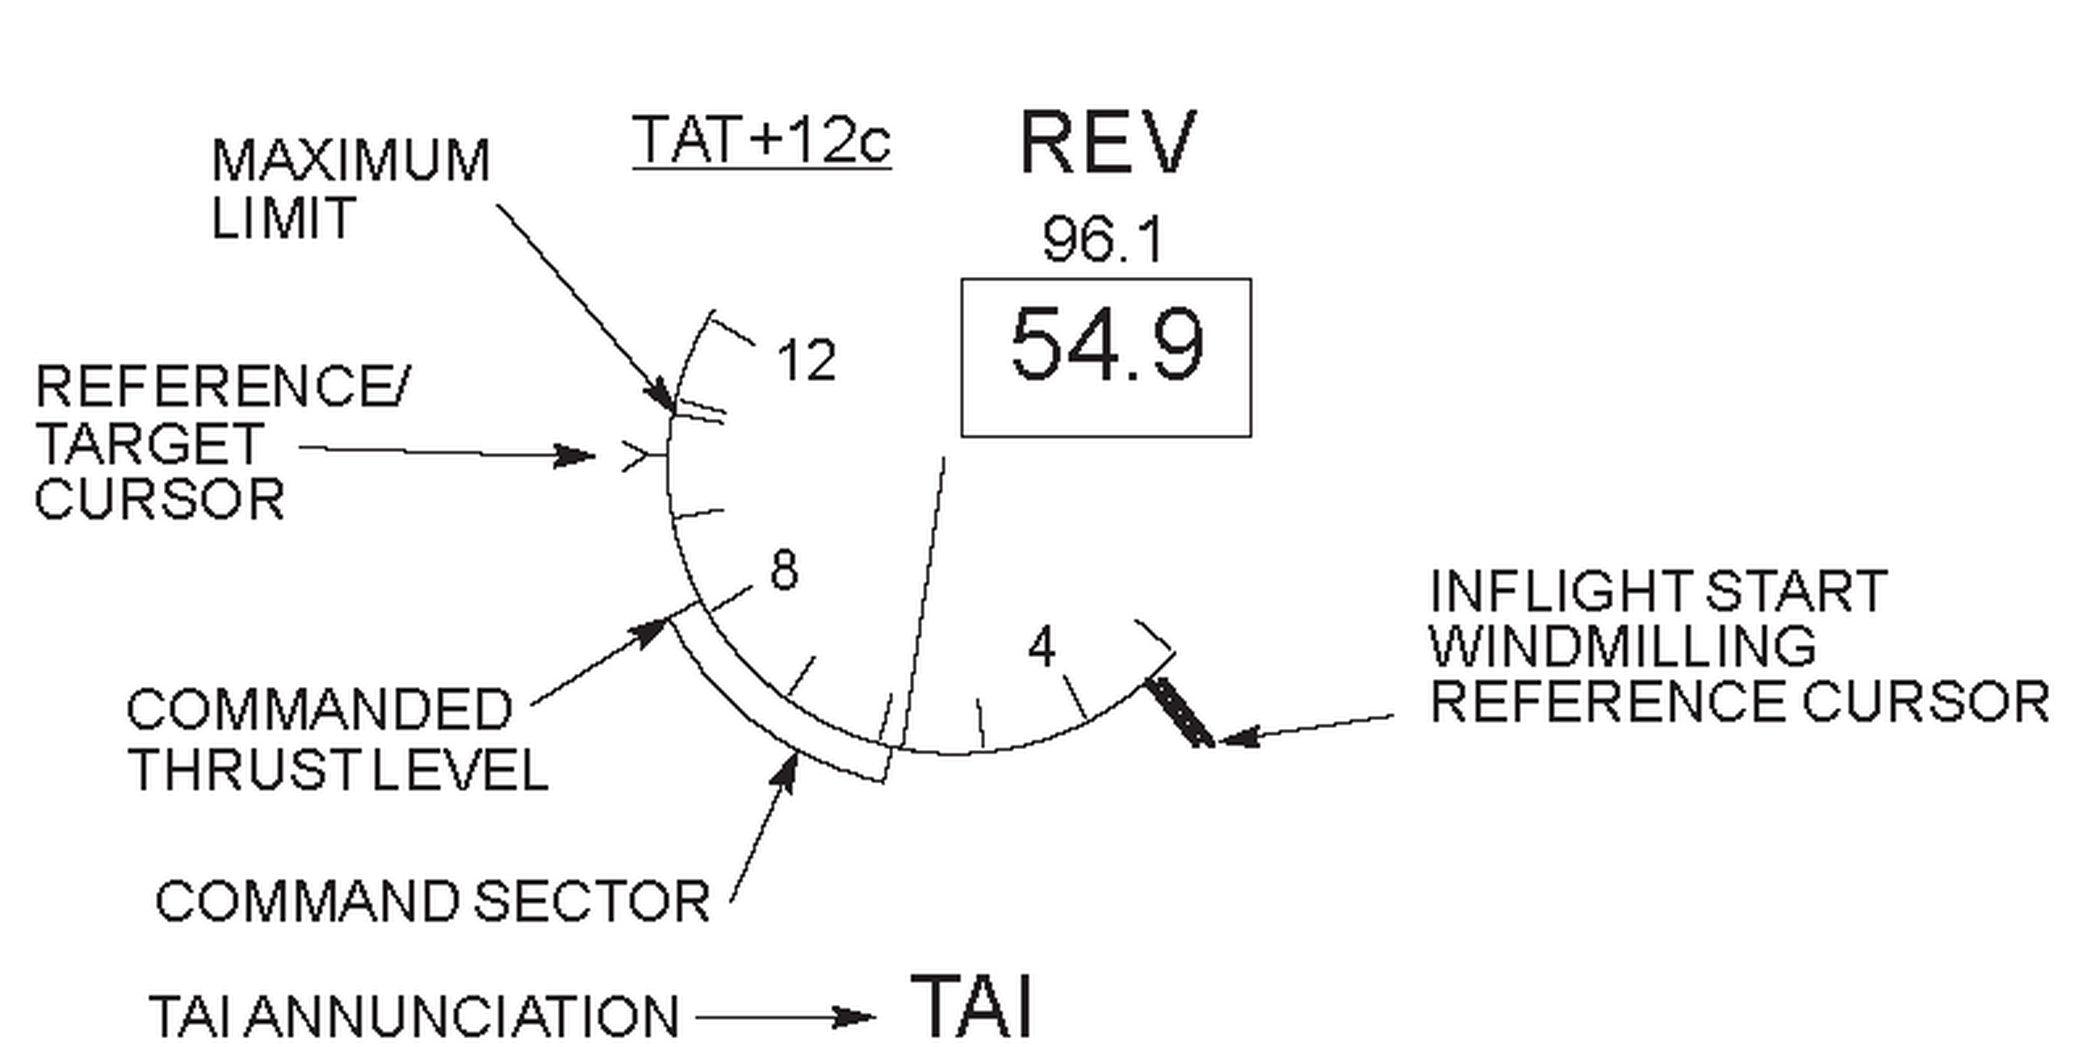 MAXIMUM
LIMIT
TAT+12c
REV
96.1
54.9
12
REFERENCE/
TARGET
CURSOR
8
4
INFLIGHT START
WINDMILLING
REFERENCE CURSOR
COMMANDED
THRUST LEVEL
COMMAND SECTOR
TAI ANNUNCIATION
TAI